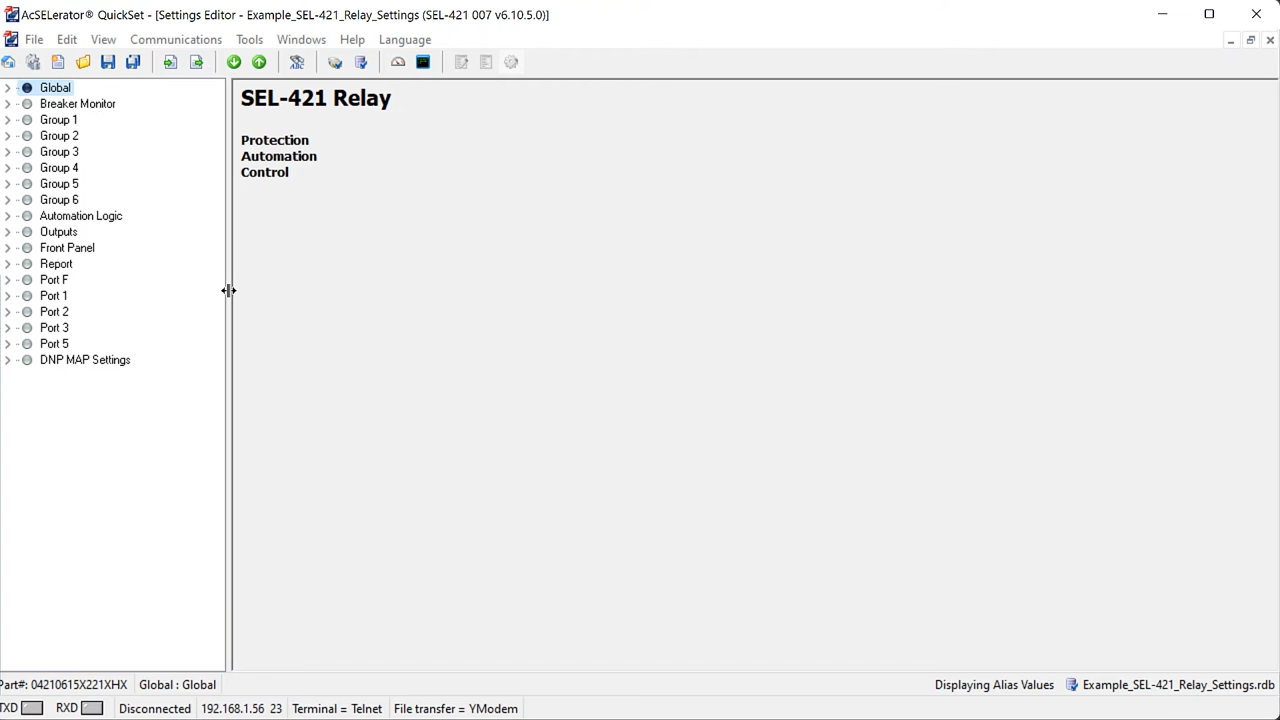 AcSELerator® QuickSet - [Settings Editor - Example_SEL-421_Relay_Settings (SEL-421 007 v6.10.5.0)]
File Edit View Communications Tools Windows Help Language
Global
Breaker Monitor
Group 1
Group 2
Group 3
Group 4
Group 5
Group 6
Automation Logic
Outputs
Front Panel
Report
Port F
Port 1
Port 2
Port 3
Port 5
DNP MAP Settings
SEL-421 Relay
Protection
Automation
Control
Part#: 04210615X221XHX Global : Global Displaying Alias Values Example_SEL-421_Relay_Settings.rdb
TXD RXD Disconnected 192.168.1.56 23 Terminal = Telnet File transfer = YModem